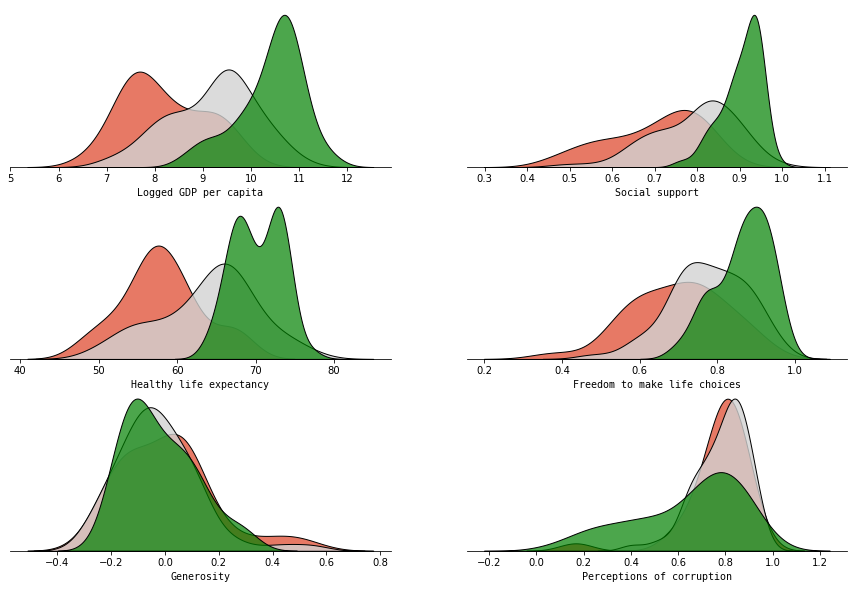 5 6 7 8 9 10 11 12
Logged GDP per capita
0.3 0.4 0.5 0.6 0.7 0.8 0.9 1.0 1.1
Social support
40 50 60 70 80
Healthy life expectancy
0.2 0.4 0.6 0.8 1.0
Freedom to make life choices
−0.4 −0.2 0.0 0.2 0.4 0.6 0.8
Generosity
−0.2 0.0 0.2 0.4 0.6 0.8 1.0 1.2
Perceptions of corruption